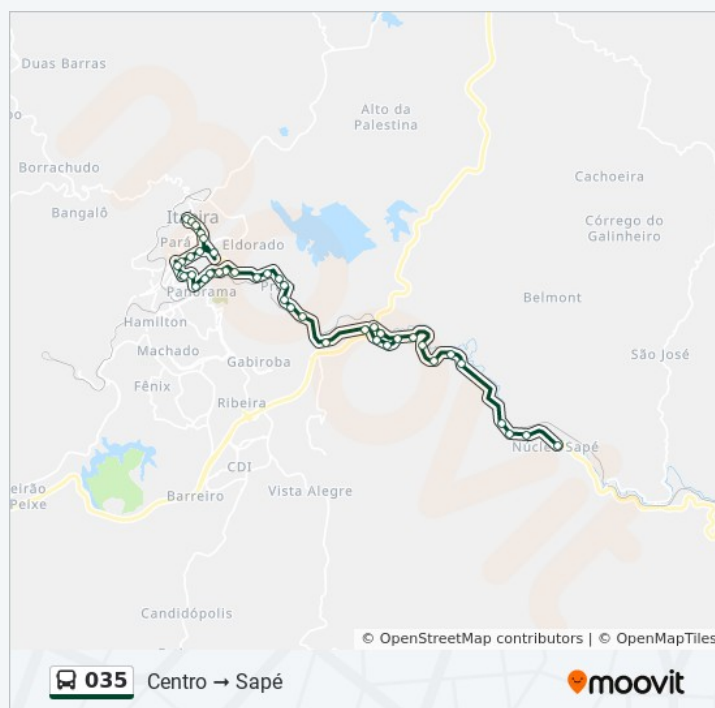 Duas Barras
Alto da
Palestina
Borrachudo
Cachoeira
Bangalô
Córrego do
Galinheiro
Pará
Eldorado
Panorama
Belmont
Hamilton
Machado
Gabiroba
São José
Fênix
Ribeira
Núcleo Sapé
CDI
Vista Alegre
eirão
Peixe
Barreiro
Candidópolis
© OpenStreetMap contributors | © OpenMapTiles
035 Centro → Sapé
moovit